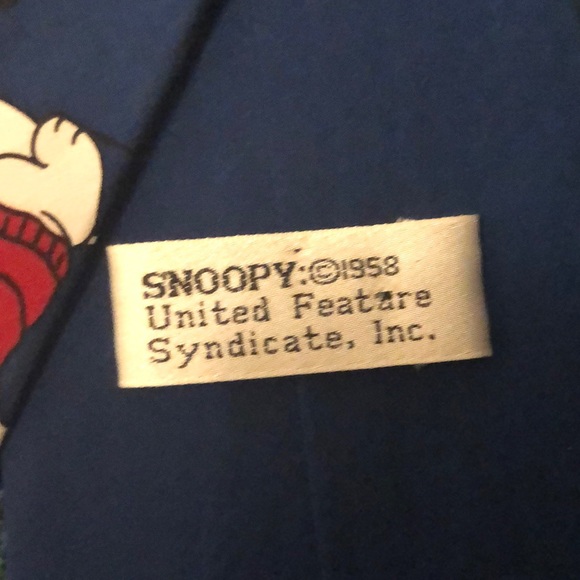 SNOOPY:©1958
United Feature
Syndicate, Inc.